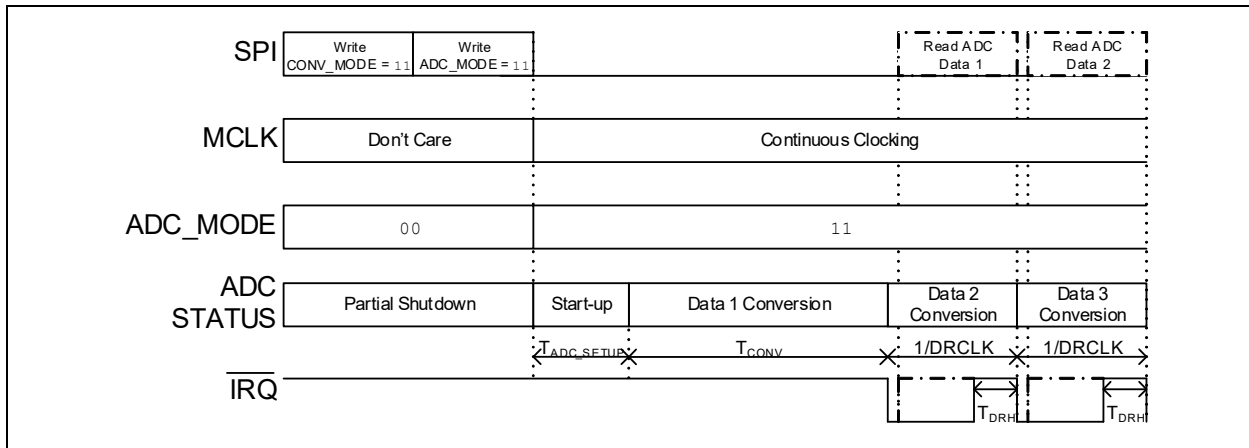 SPI
Write
CONV_MODE = 11
Write
ADC_MODE = 11
Read ADC
Data 1
Read ADC
Data 2
MCLK
Don't Care
Continuous Clocking
ADC_MODE
00
11
ADC
STATUS
Partial Shutdown
Start-up
Data 1 Conversion
Data 2
Conversion
Data 3
Conversion
TADC_SETUP
TCONV
1/DRCLK
1/DRCLK
IRQ
TDRH
TDRH